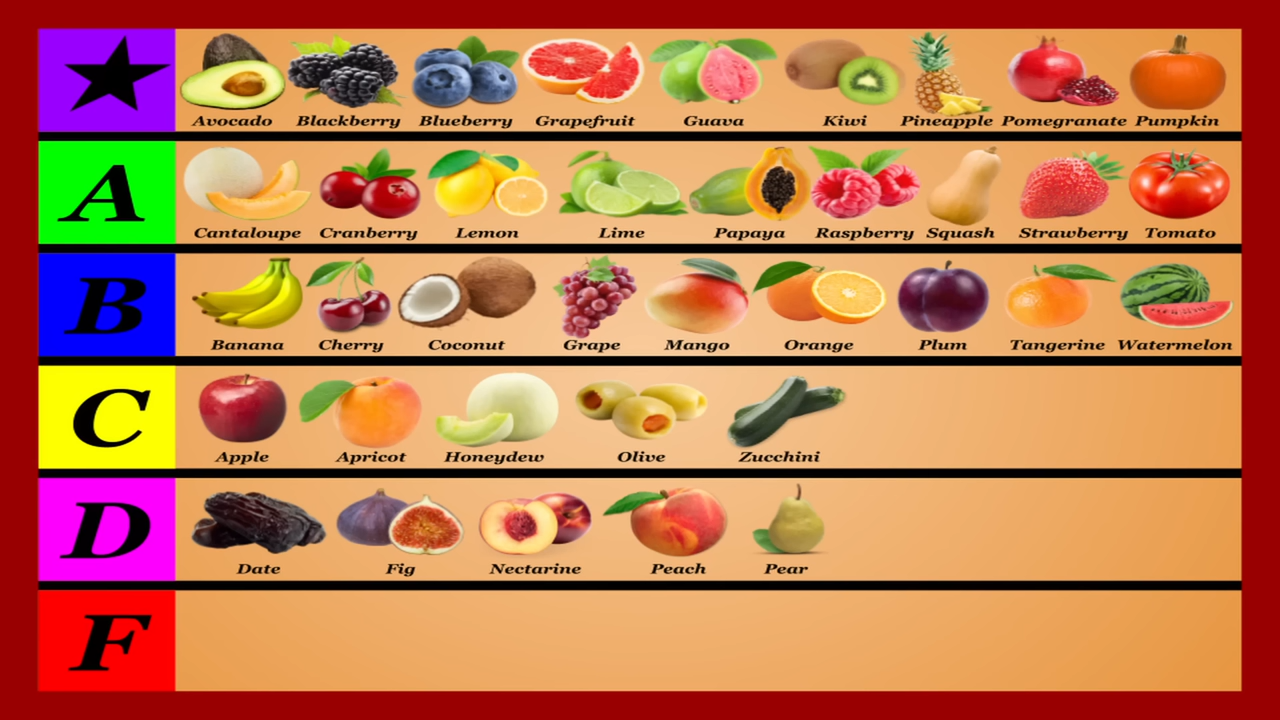 Avocado Blackberry Blueberry Grapefruit Guava Kiwi Pineapple Pomegranate Pumpkin
A
Cantaloupe Cranberry Lemon Lime Papaya Raspberry Squash Strawberry Tomato
B
Banana Cherry Coconut Grape Mango Orange Plum Tangerine Watermelon
C
Apple Apricot Honeydew Olive Zucchini
D
Date Fig Nectarine Peach Pear
F